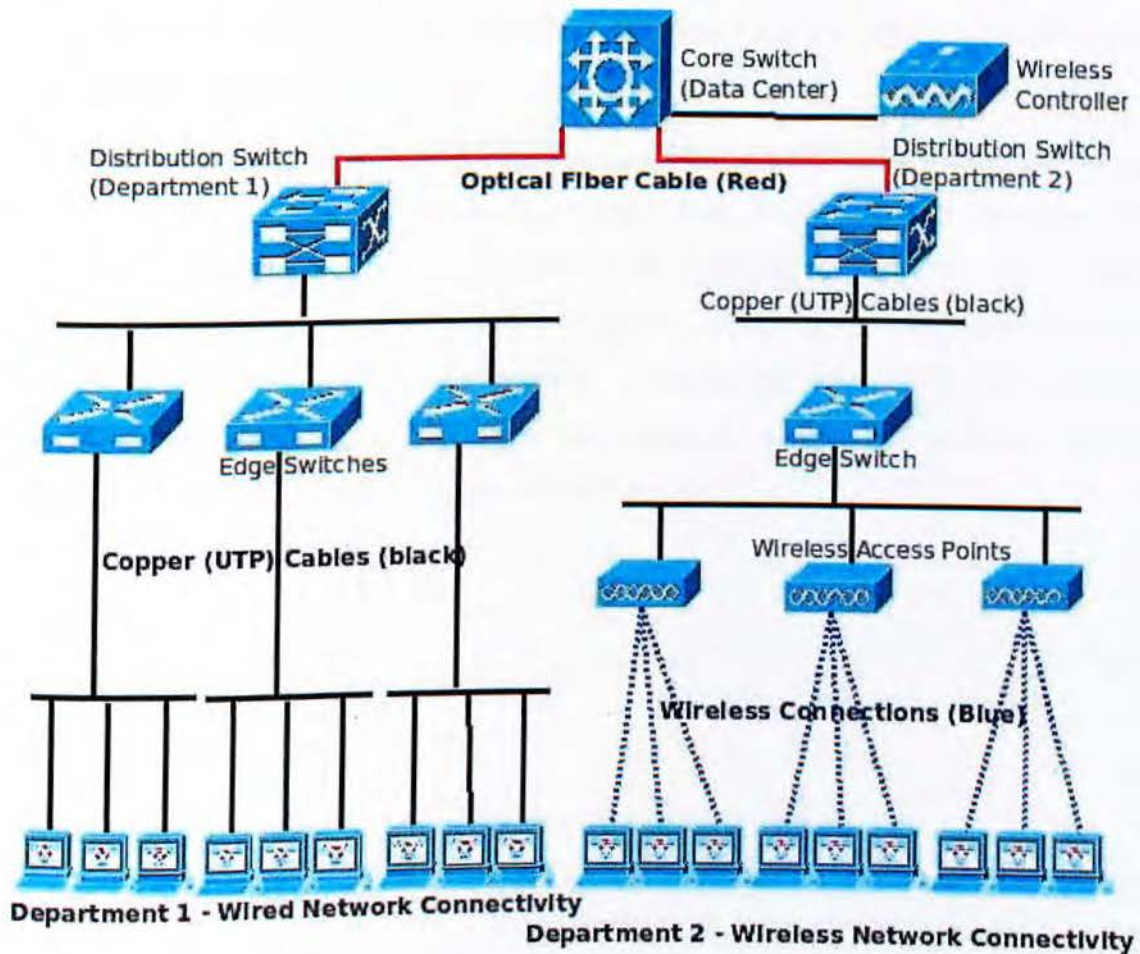 Core Switch
(Data Center)
Wireless
Controller
Distribution Switch
(Department 1)
Optical Fiber Cable (Red)
Distribution Switch
(Department 2)
Copper (UTP) Cables (black)
Edge Switches
Edge Switch
Copper (UTP) Cables (black)
Wireless Access Points
Wireless Connections (Blue)
Department 1 - Wired Network Connectivity
Department 2 - Wireless Network Connectivity